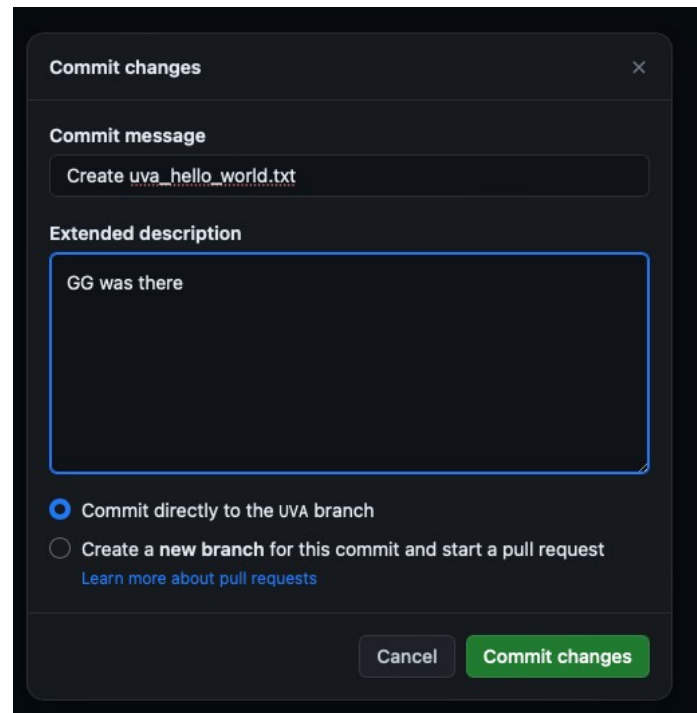 Commit changes
Commit message
Create uva_hello_world.txt
Extended description
GG was there
Commit directly to the UVA branch
Create a new branch for this commit and start a pull request
Learn more about pull requests
Cancel Commit changes